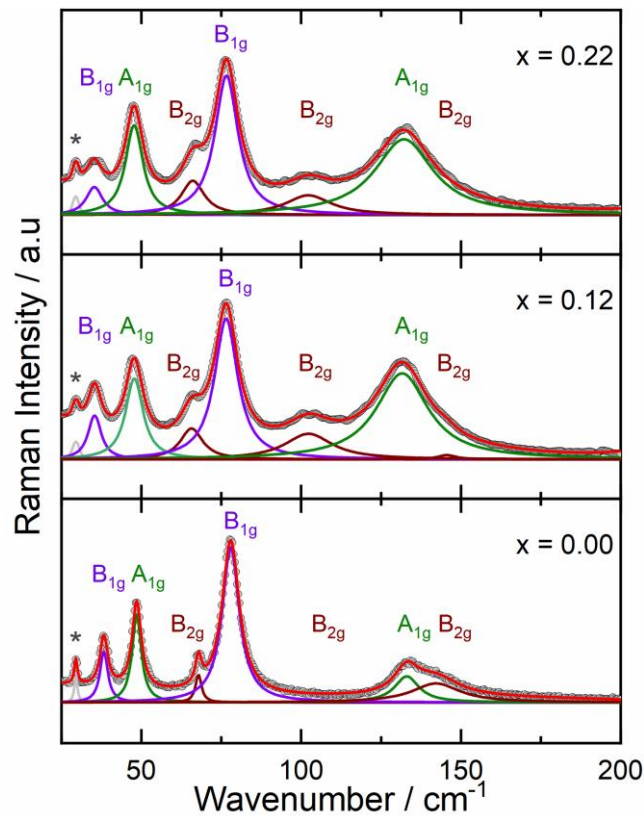 B1g
x = 0.22
B1g A1g A1g
B2g B2g B2g
*
B1g
x = 0.12
B1g A1g A1g
B2g B2g B2g
*
B1g
x = 0.00
B1g A1g
B2g B2g A1g B2g
*
50 100 150 200
Wavenumber / cm-1
Raman Intensity / a.u